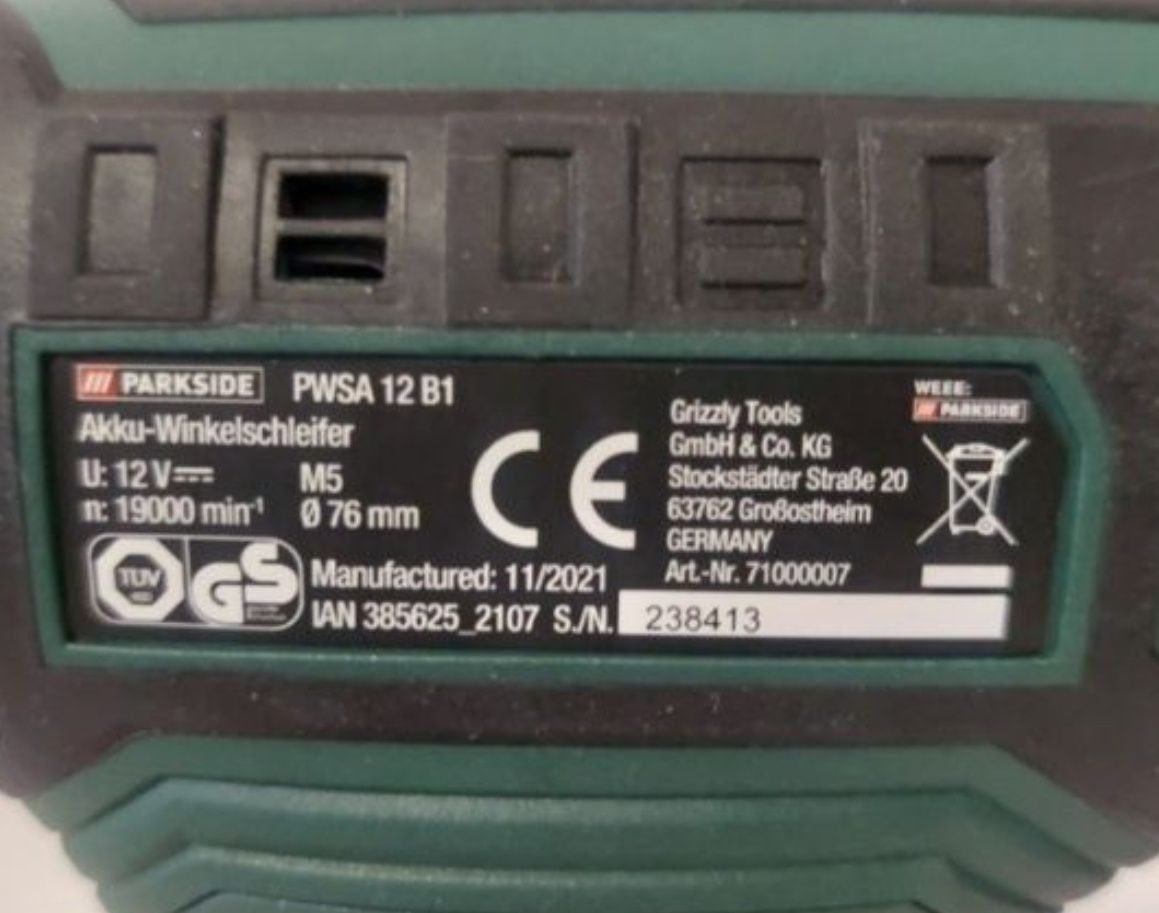 PARKSIDE PWSA 12 B1
Akku-Winkelschleifer
U: 12 V⎓ M5
n: 19000 min⁻¹ Ø 76 mm
CE
Grizzly Tools
GmbH & Co. KG
Stockstädter Straße 20
63762 Großostheim
GERMANY
Art.-Nr. 71000007
WEEE:
PARKSIDE
TÜV
GS
Manufactured: 11/2021
IAN 385625_2107 S./N. 238413